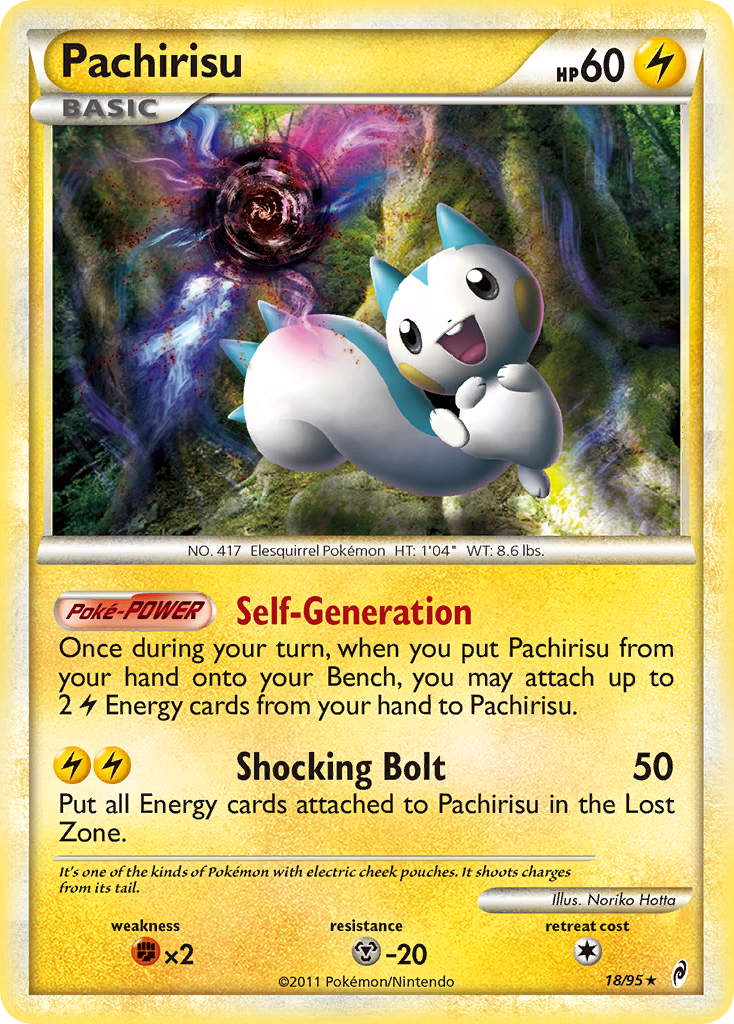 Pachirisu
HP60
BASIC
NO. 417 Elesquirrel Pokémon HT: 1'04" WT: 8.6 lbs.
Poké-POWER Self-Generation
Once during your turn, when you put Pachirisu from
your hand onto your Bench, you may attach up to
2 Energy cards from your hand to Pachirisu.
Shocking Bolt 50
Put all Energy cards attached to Pachirisu in the Lost
Zone.
It's one of the kinds of Pokémon with electric cheek pouches. It shoots charges
from its tail.
Illus. Noriko Hotta
weakness resistance retreat cost
×2 -20
©2011 Pokémon/Nintendo 18/95 ★